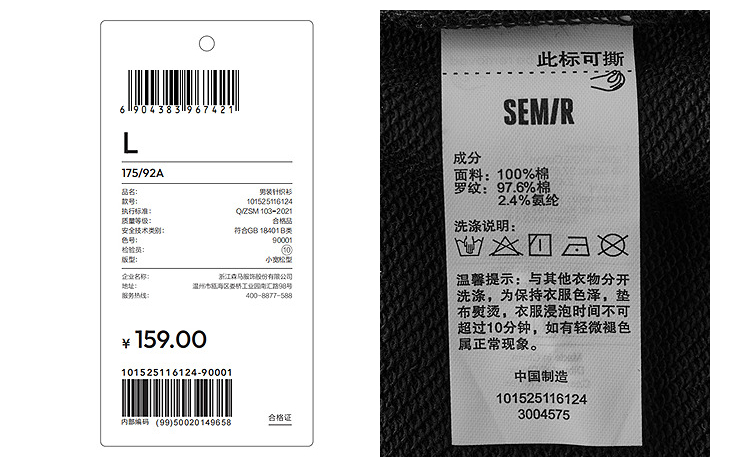 6 904383 967421
L
175/92A
品名： 男装针织衫
款号： 101525116124
执行标准： Q/ZSM 103-2021
质量等级： 合格品
安全技术类别： 符合GB 18401 B类
色号： 90001
检验员： 10
版型： 小宽松型
企业名称： 浙江森马服饰股份有限公司
地址： 温州市瓯海区娄桥工业园南汇路98号
服务热线： 400-8877-588
¥ 159.00
101525116124-90001
内部编码 (99)50020149658
合格证
此标可撕
SEM/R
成分
面料：100%棉
罗纹：97.6%棉
2.4%氨纶
洗涤说明：
温馨提示：与其他衣物分开
洗涤，为保持衣服色泽，垫
布熨烫，衣服浸泡时间不可
超过10分钟，如有轻微褪色
属正常现象。
中国制造
101525116124
3004575